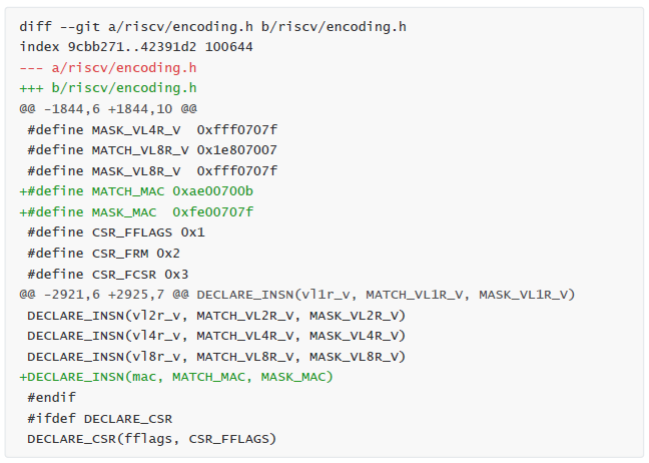 diff --git a/riscv/encoding.h b/riscv/encoding.h
index 9cbb271..42391d2 100644
--- a/riscv/encoding.h
+++ b/riscv/encoding.h
@@ -1844,6 +1844,10 @@
 #define MASK_VL4R_V  0xfff0707f
 #define MATCH_VL8R_V 0x1e807007
 #define MASK_VL8R_V  0xfff0707f
+#define MATCH_MAC 0xae00700b
+#define MASK_MAC  0xfe00707f
 #define CSR_FFLAGS 0x1
 #define CSR_FRM 0x2
 #define CSR_FCSR 0x3
@@ -2921,6 +2925,7 @@ DECLARE_INSN(vl1r_v, MATCH_VL1R_V, MASK_VL1R_V)
 DECLARE_INSN(vl2r_v, MATCH_VL2R_V, MASK_VL2R_V)
 DECLARE_INSN(vl4r_v, MATCH_VL4R_V, MASK_VL4R_V)
 DECLARE_INSN(vl8r_v, MATCH_VL8R_V, MASK_VL8R_V)
+DECLARE_INSN(mac, MATCH_MAC, MASK_MAC)
 #endif
 #ifdef DECLARE_CSR
 DECLARE_CSR(fflags, CSR_FFLAGS)